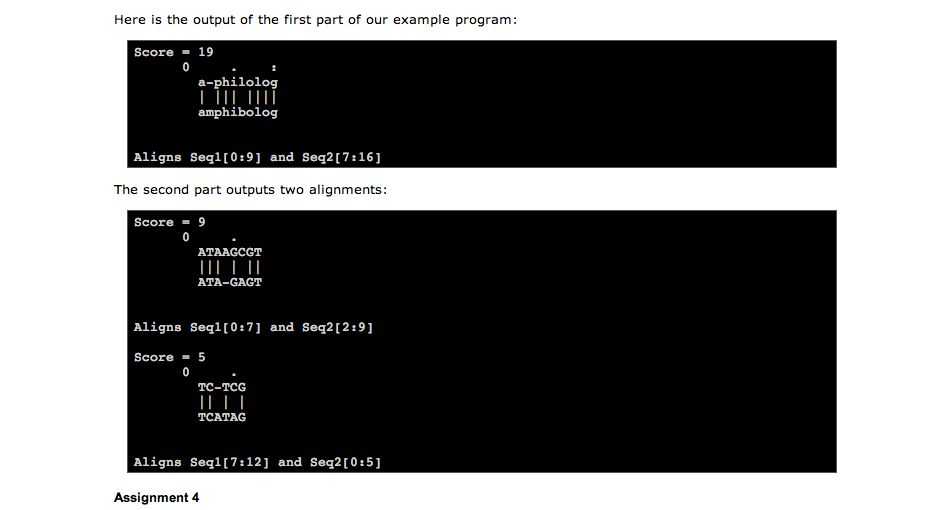 Here is the output of the first part of our example program:
Score = 19
0     .    :
a-philolog
| ||| ||||
amphibolog
Aligns Seq1[0:9] and Seq2[7:16]
The second part outputs two alignments:
Score = 9
0     .
ATAAGCGT
||| | ||
ATA-GAGT
Aligns Seq1[0:7] and Seq2[2:9]
Score = 5
0     .
TC-TCG
|| | |
TCATAG
Aligns Seq1[7:12] and Seq2[0:5]
Assignment 4